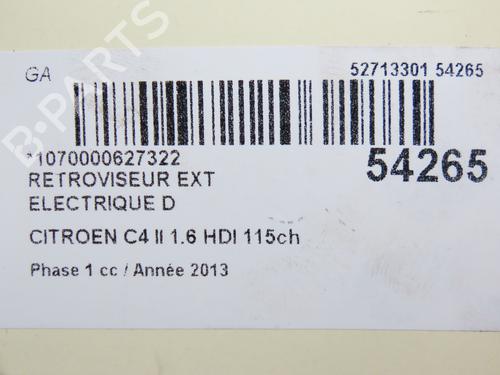 GA
52713301 54265
*1070000627322
54265
RETROVISEUR EXT
ELECTRIQUE D
CITROEN C4 II 1.6 HDI 115ch
Phase 1 cc / Année 2013
B-PARTS